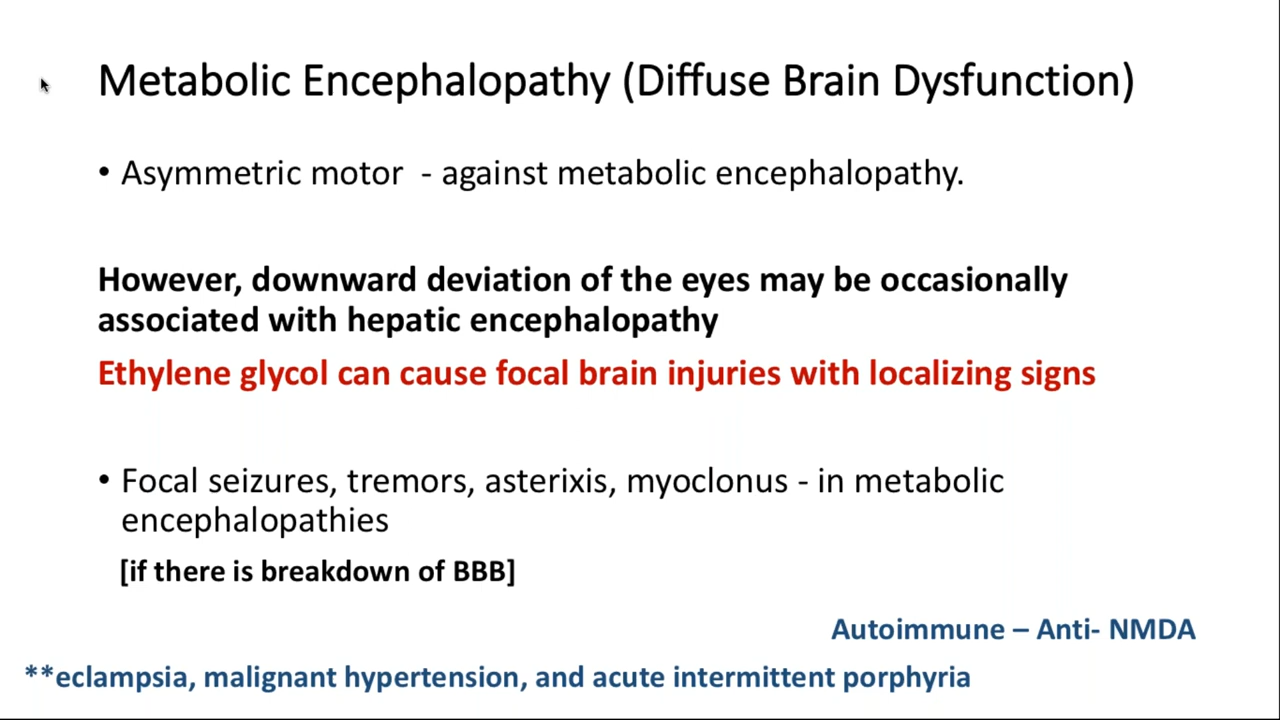 Metabolic Encephalopathy (Diffuse Brain Dysfunction)
• Asymmetric motor - against metabolic encephalopathy.
However, downward deviation of the eyes may be occasionally
associated with hepatic encephalopathy
Ethylene glycol can cause focal brain injuries with localizing signs
• Focal seizures, tremors, asterixis, myoclonus - in metabolic
encephalopathies
[if there is breakdown of BBB]
Autoimmune – Anti- NMDA
**eclampsia, malignant hypertension, and acute intermittent porphyria